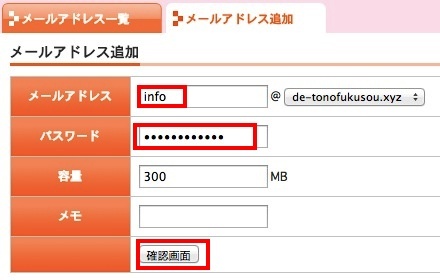 メールアドレス一覧 メールアドレス追加
メールアドレス追加
メールアドレス info @ de-tonofukusou.xyz
パスワード ••••••••••••
容量 300 MB
メモ
確認画面